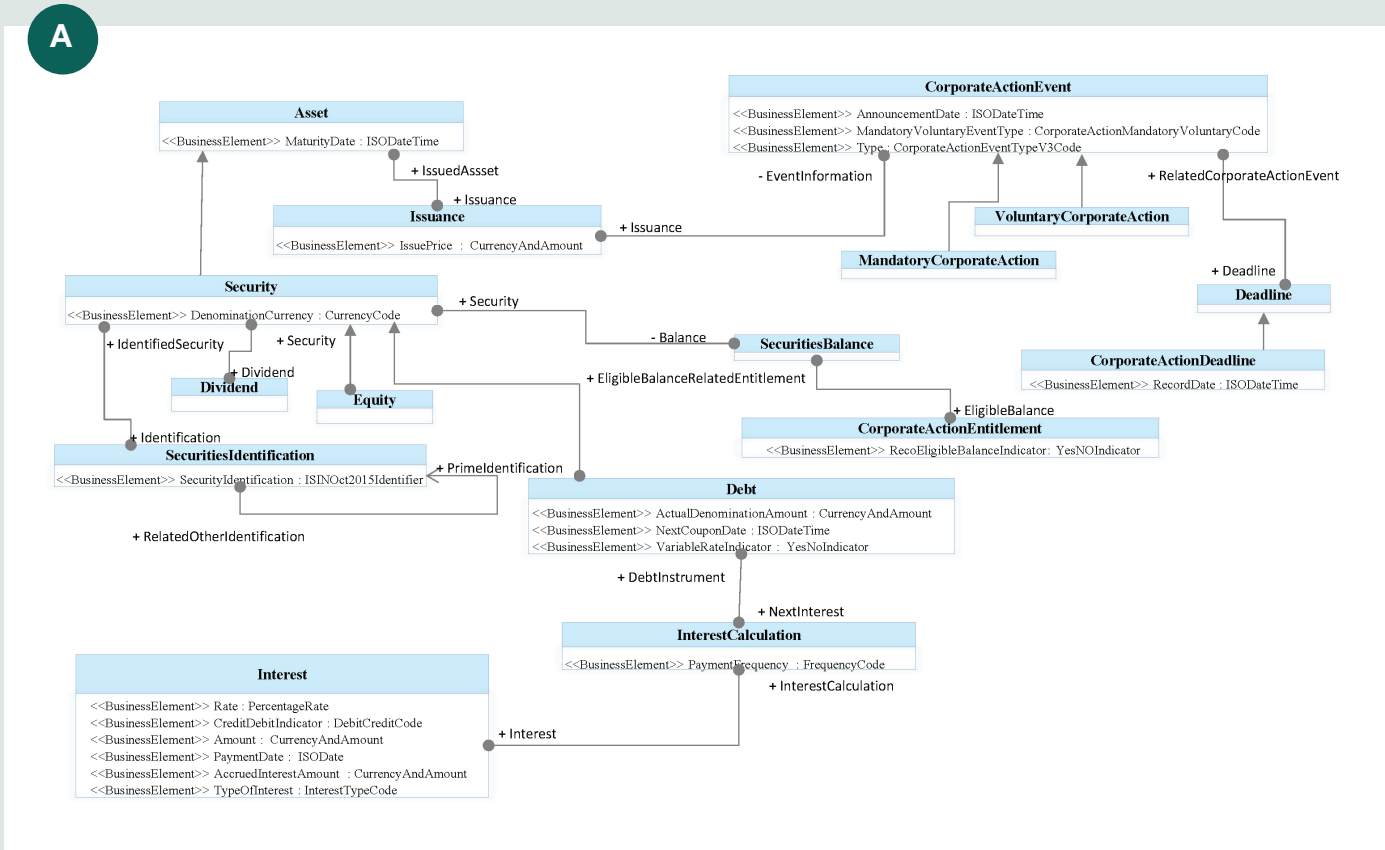 A
Asset
<<BusinessElement>> MaturityDate : ISODateTime
+ IssuedAssset
+ Issuance
Issuance
<<BusinessElement>> IssuePrice : CurrencyAndAmount
+ Issuance
CorporateActionEvent
<<BusinessElement>> AnnouncementDate : ISODateTime
<<BusinessElement>> MandatoryVoluntaryEventType : CorporateActionMandatoryVoluntaryCode
<<BusinessElement>> Type : CorporateActionEventTypeV3Code
- EventInformation
+ RelatedCorporateActionEvent
VoluntaryCorporateAction
MandatoryCorporateAction
+ Deadline
Deadline
CorporateActionDeadline
<<BusinessElement>> RecordDate : ISODateTime
Security
<<BusinessElement>> DenominationCurrency : CurrencyCode
+ Security
+ IdentifiedSecurity
+ Security
- Balance
SecuritiesBalance
+ Dividend
Dividend
Equity
+ EligibleBalanceRelatedEntitlement
+ EligibleBalance
CorporateActionEntitlement
<<BusinessElement>> RecoEligibleBalanceIndicator: YesNOIndicator
+ Identification
SecuritiesIdentification
<<BusinessElement>> SecurityIdentification : ISINOct2015Identifier
+ PrimeIdentification
+ RelatedOtherIdentification
Debt
<<BusinessElement>> ActualDenominationAmount : CurrencyAndAmount
<<BusinessElement>> NextCouponDate : ISODateTime
<<BusinessElement>> VariableRateIndicator : YesNoIndicator
+ DebtInstrument
+ NextInterest
InterestCalculation
<<BusinessElement>> PaymentFrequency : FrequencyCode
+ InterestCalculation
Interest
<<BusinessElement>> Rate : PercentageRate
<<BusinessElement>> CreditDebitIndicator : DebitCreditCode
<<BusinessElement>> Amount : CurrencyAndAmount
<<BusinessElement>> PaymentDate : ISODate
<<BusinessElement>> AccruedInterestAmount : CurrencyAndAmount
<<BusinessElement>> TypeOfInterest : InterestTypeCode
+ Interest